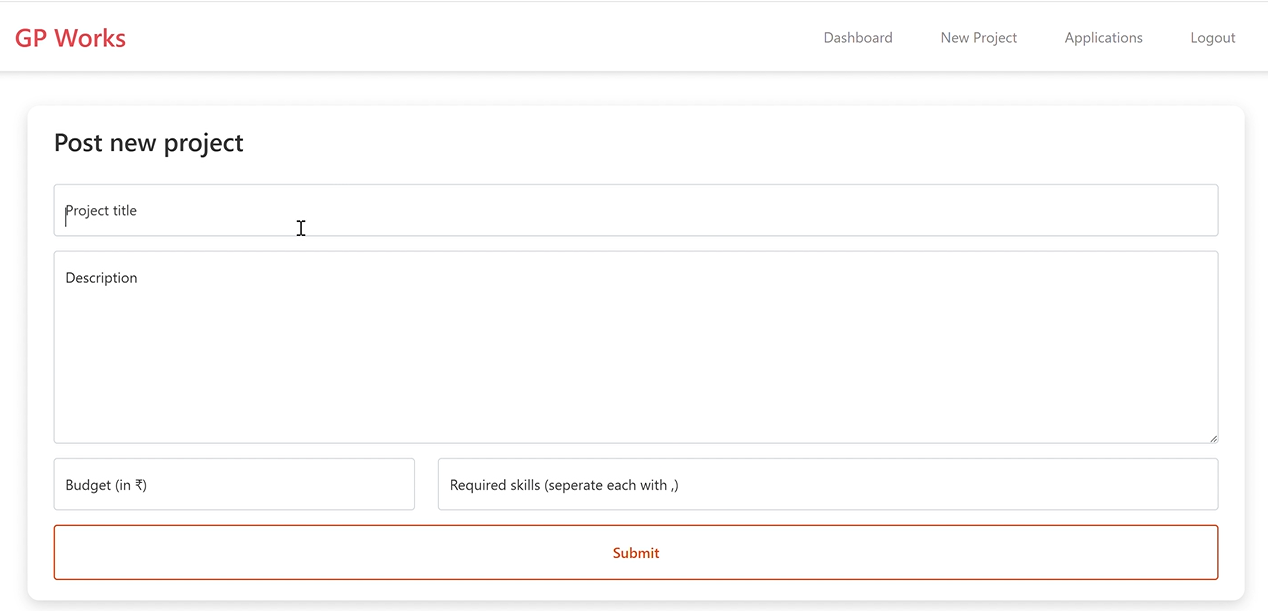 GP Works
Dashboard New Project Applications Logout
Post new project
Project title
Description
Budget (in ₹) Required skills (seperate each with ,)
Submit